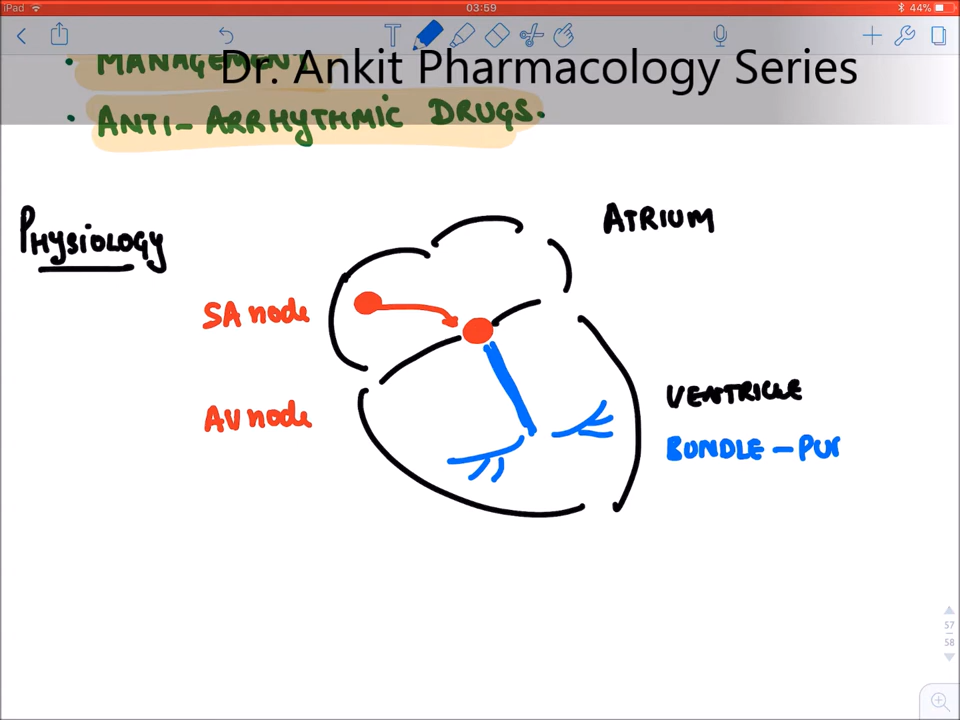 iPad 03:59 44%
T
• MANAGEMENT
Dr. Ankit Pharmacology Series
• ANTI-ARRHYTHMIC DRUGS.
PHYSIOLOGY
ATRIUM
SA node
AV node
VENTRICLE
BUNDLE - PUR
57
58